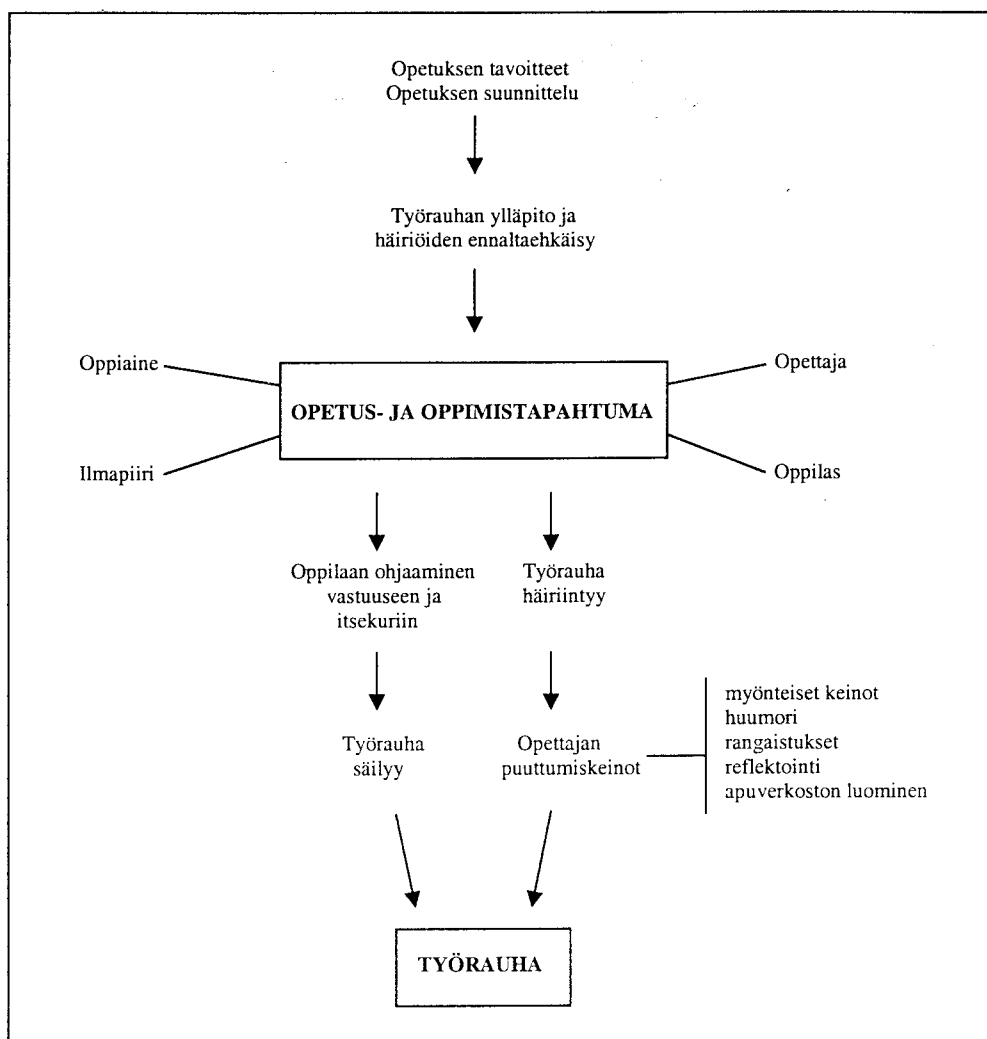 Opetuksen tavoitteet
Opetuksen suunnittelu
Työrauhan ylläpito ja
häiriöiden ennaltaehkäisy
Oppiaine
Opettaja
OPETUS- JA OPPIMISTAPAHTUMA
Ilmapiiri
Oppilas
Oppilaan ohjaaminen
vastuuseen ja
itsekuriin
Työrauha
häiriintyy
Työrauha
säilyy
Opettajan
puuttumiskeinot
myönteiset keinot
huumori
rangaistukset
reflektointi
apuverkoston luominen
TYÖRAUHA